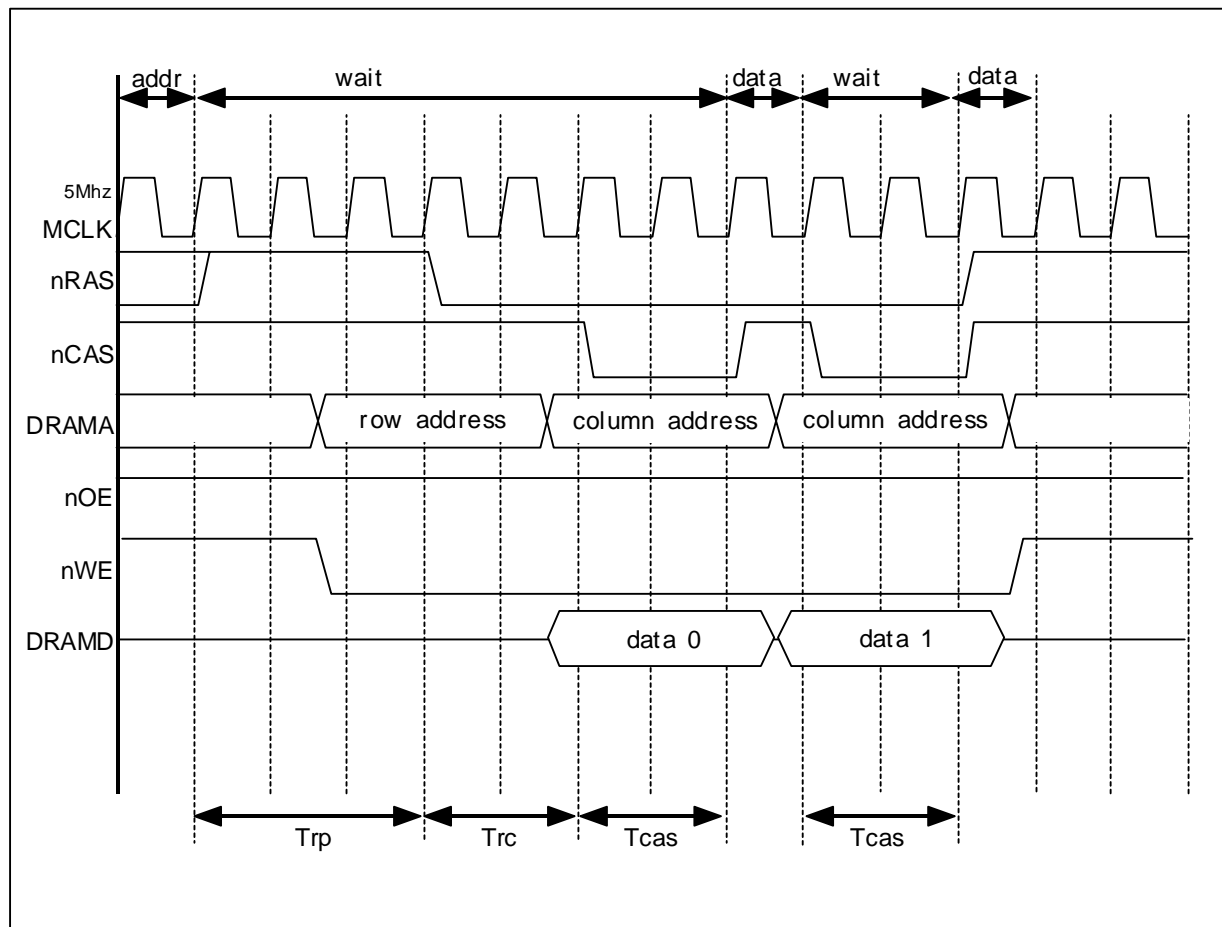 addr wait data wait data
5Mhz
MCLK
nRAS
nCAS
DRAMA row address column address column address
nOE
nWE
DRAMD data 0 data 1
Trp Trc Tcas Tcas